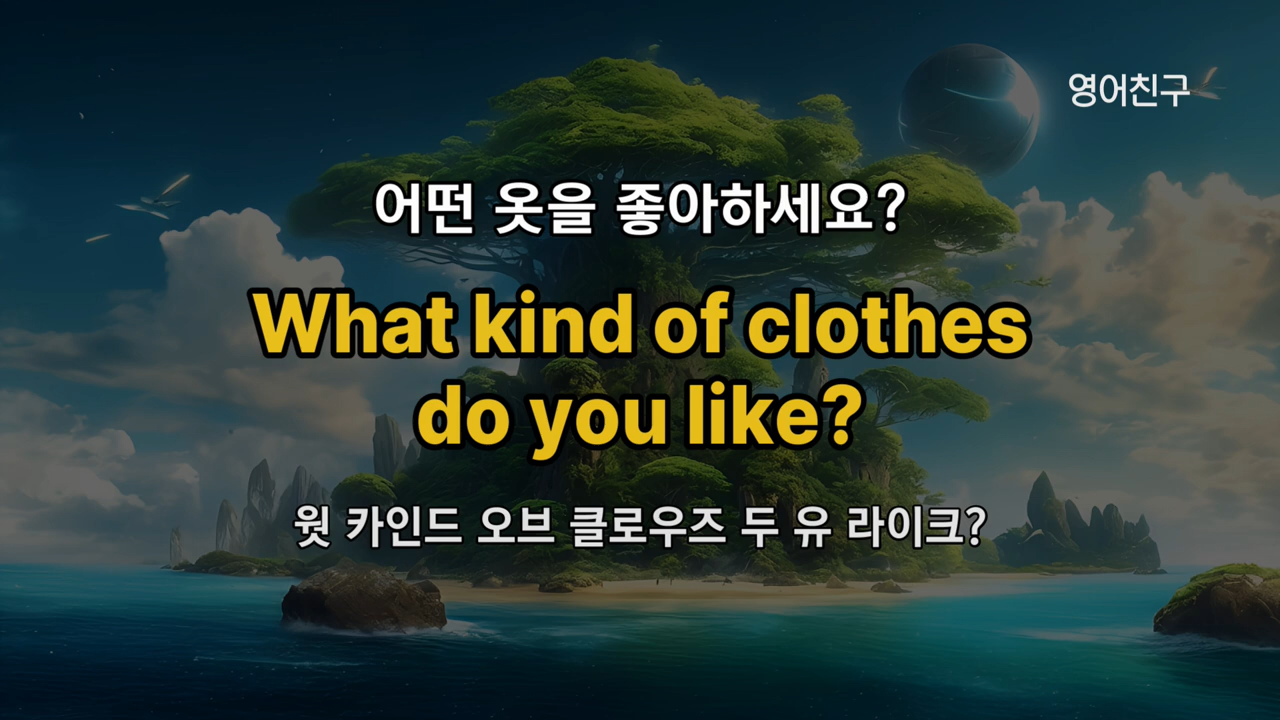 영어친구
어떤 옷을 좋아하세요?
What kind of clothes
do you like?
웟 카인드 오브 클로우즈 두 유 라이크?